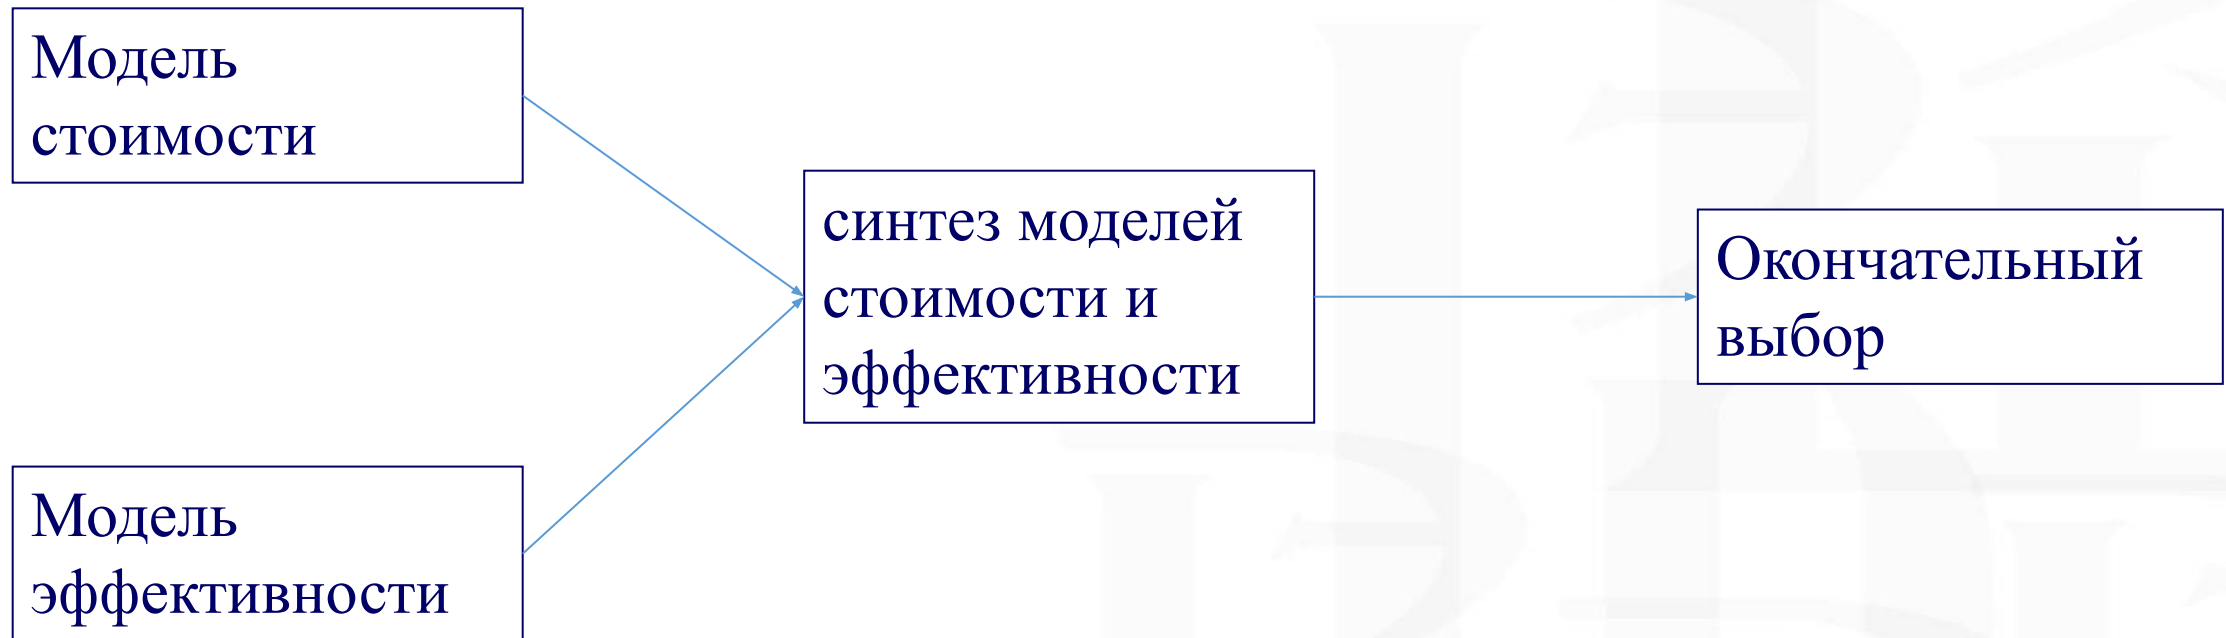 Модель
стоимости
синтез моделей
стоимости и
эффективности
Окончательный
выбор
Модель
эффективности